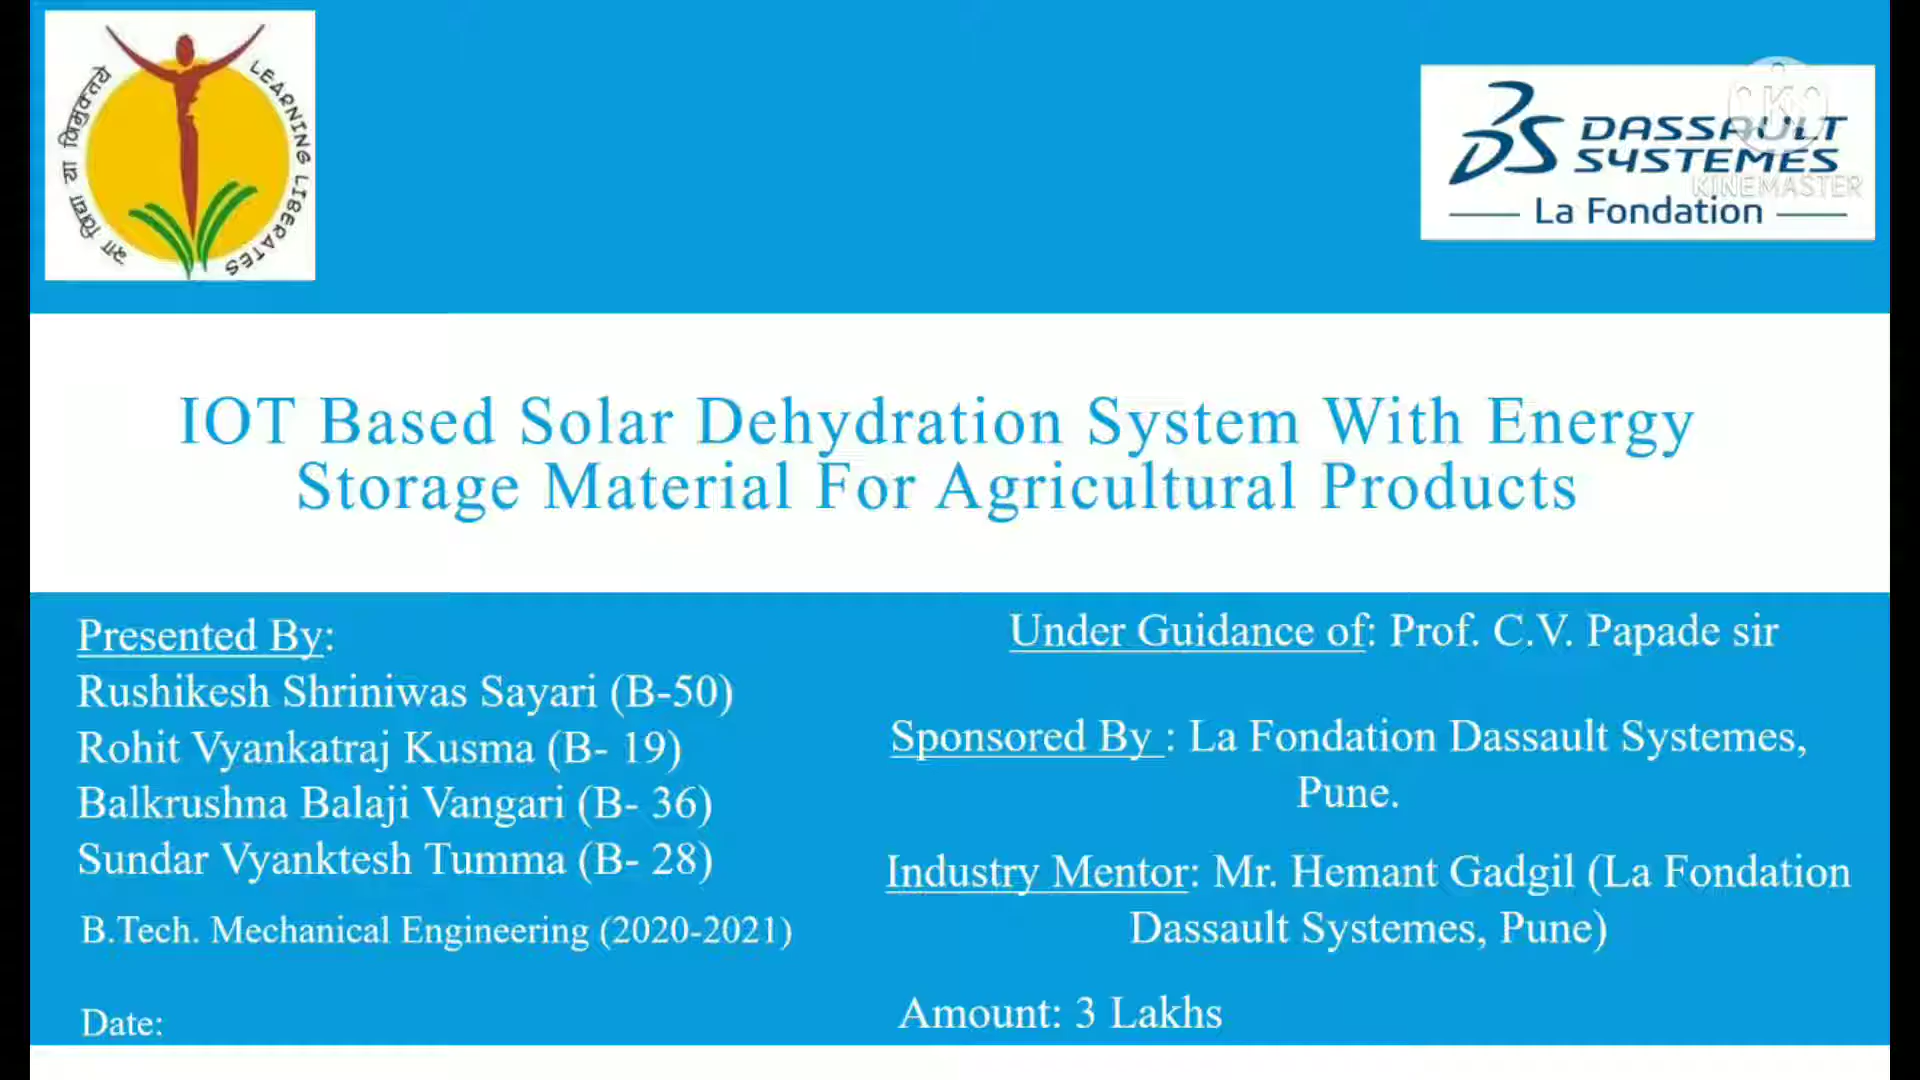 सा विद्या या विमुक्तये
LEARNING LIBERATES
DASSAULT
SYSTEMES
La Fondation
KINEMASTER
IOT Based Solar Dehydration System With Energy
Storage Material For Agricultural Products
Presented By:
Rushikesh Shriniwas Sayari (B-50)
Rohit Vyankatraj Kusma (B- 19)
Balkrushna Balaji Vangari (B- 36)
Sundar Vyanktesh Tumma (B- 28)
B.Tech. Mechanical Engineering (2020-2021)
Date:
Under Guidance of: Prof. C.V. Papade sir
Sponsored By : La Fondation Dassault Systemes,
Pune.
Industry Mentor: Mr. Hemant Gadgil (La Fondation
Dassault Systemes, Pune)
Amount: 3 Lakhs